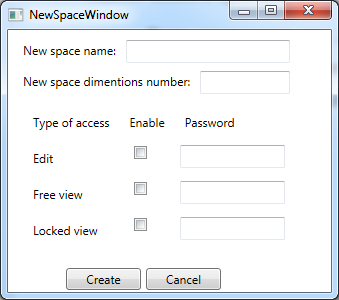 NewSpaceWindow
New space name:
New space dimentions number:
Type of access Enable Password
Edit
Free view
Locked view
Create Cancel